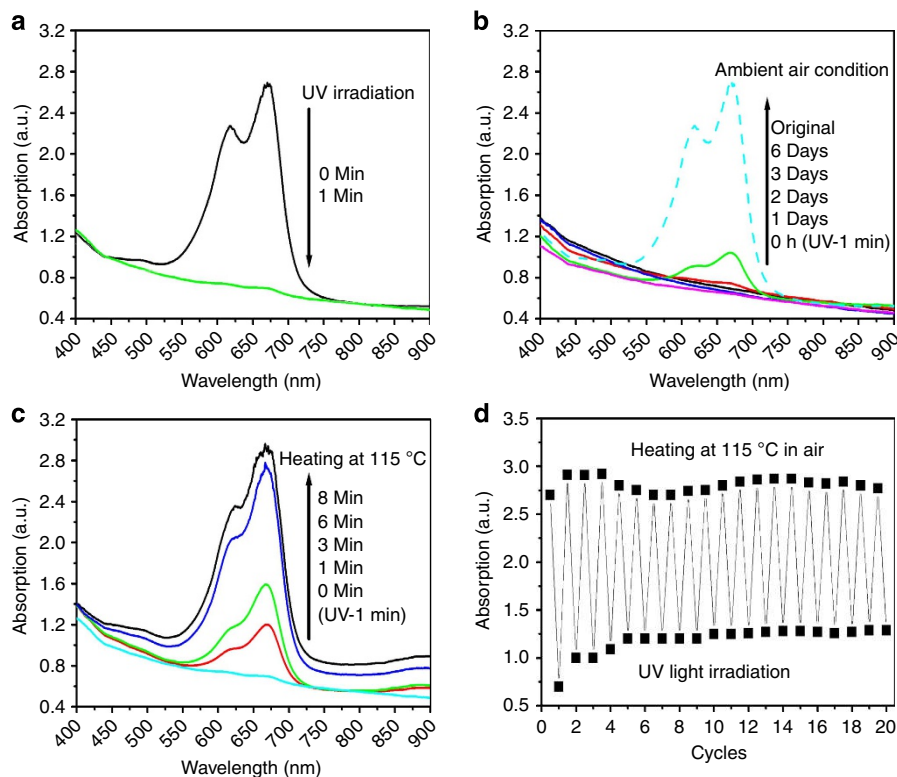 a
3.2
2.8
2.4
2.0
1.6
1.2
0.8
0.4
Absorption (a.u.)
UV irradiation
0 Min
1 Min
400 450 500 550 600 650 700 750 800 850 900
Wavelength (nm)
b
3.2
2.8
2.4
2.0
1.6
1.2
0.8
0.4
Absorption (a.u.)
Ambient air condition
Original
6 Days
3 Days
2 Days
1 Days
0 h (UV-1 min)
400 450 500 550 600 650 700 750 800 850 900
Wavelength (nm)
c
3.2
2.8
2.4
2.0
1.6
1.2
0.8
0.4
Absorption (a.u.)
Heating at 115 °C
8 Min
6 Min
3 Min
1 Min
0 Min
(UV-1 min)
400 450 500 550 600 650 700 750 800 850 900
Wavelength (nm)
d
3.5
3.0
2.5
2.0
1.5
1.0
0.5
Absorption (a.u.)
Heating at 115 °C in air
UV light irradiation
0 2 4 6 8 10 12 14 16 18 20
Cycles